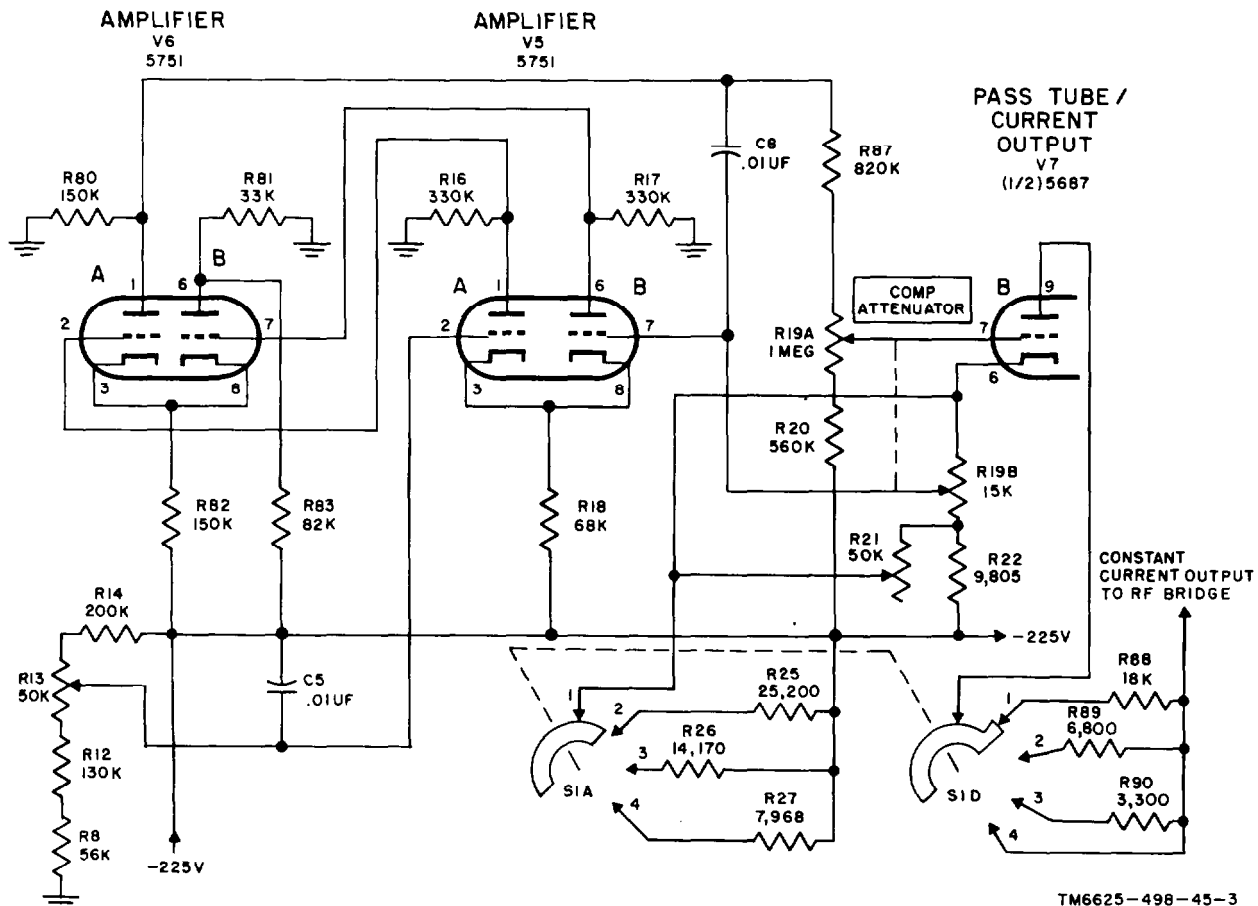 AMPLIFIER
V6
5751
AMPLIFIER
V5
5751
PASS TUBE /
CURRENT
OUTPUT
V7
(1/2) 5687
R80
150K
R81
33K
R16
330K
R17
330K
C8
.01UF
R87
820K
A
1
6
B
2
7
3
8
A
1
6
B
2
7
3
8
COMP
ATTENUATOR
R19A
1 MEG
B
9
7
6
R20
560K
R19B
15K
R82
150K
R83
82K
R18
68K
R21
50K
R22
9,805
CONSTANT
CURRENT OUTPUT
TO RF BRIDGE
R14
200K
-225V
R13
50K
C5
.01UF
R12
130K
R8
56K
-225V
1
2
R25
25,200
3
R26
14,170
4
R27
7,968
S1A
1
R88
18K
2
R89
6,800
3
R90
3,300
4
S1D
TM6625-498-45-3